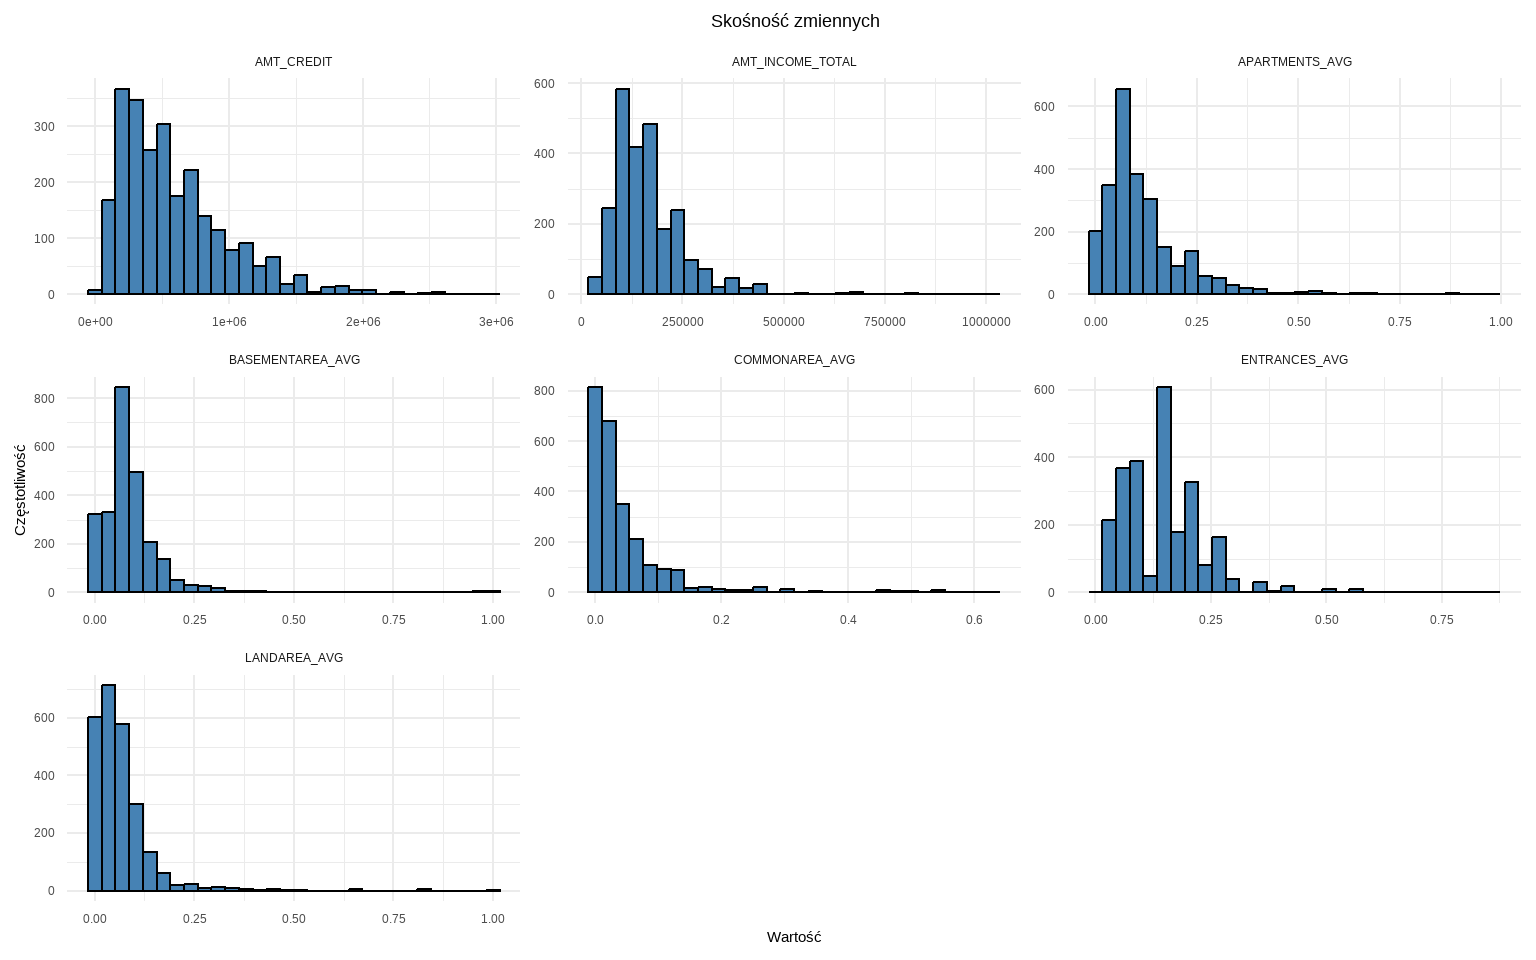 Skośność zmiennych
AMT_CREDIT
AMT_INCOME_TOTAL
APARTMENTS_AVG
300
200
100
0
0e+00 1e+06 2e+06 3e+06
600
400
200
0
0 250000 500000 750000 1000000
600
400
200
0
0.00 0.25 0.50 0.75 1.00
Częstotliwość
BASEMENTAREA_AVG
COMMONAREA_AVG
ENTRANCES_AVG
800
600
400
200
0
0.00 0.25 0.50 0.75 1.00
800
600
400
200
0
0.0 0.2 0.4 0.6
600
400
200
0
0.00 0.25 0.50 0.75
LANDAREA_AVG
600
400
200
0
0.00 0.25 0.50 0.75 1.00
Wartość